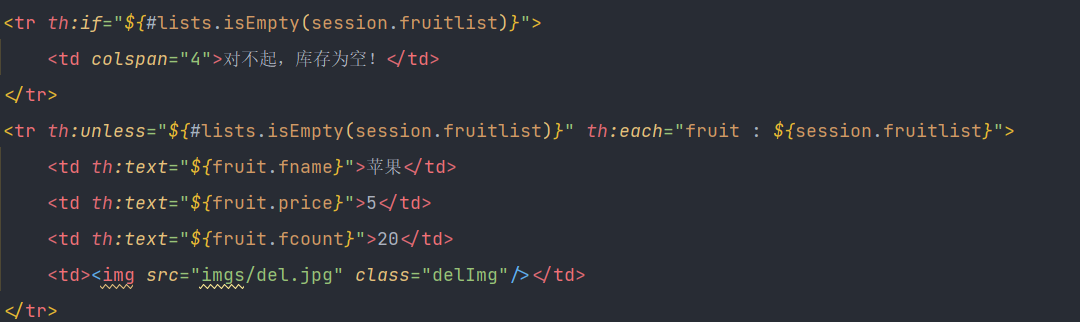 <tr th:if="${#lists.isEmpty(session.fruitlist)}">
    <td colspan="4">对不起，库存为空！</td>
</tr>
<tr th:unless="${#lists.isEmpty(session.fruitlist)}" th:each="fruit : ${session.fruitlist}">
    <td th:text="${fruit.fname}">苹果</td>
    <td th:text="${fruit.price}">5</td>
    <td th:text="${fruit.fcount}">20</td>
    <td><img src="imgs/del.jpg" class="delImg"/></td>
</tr>